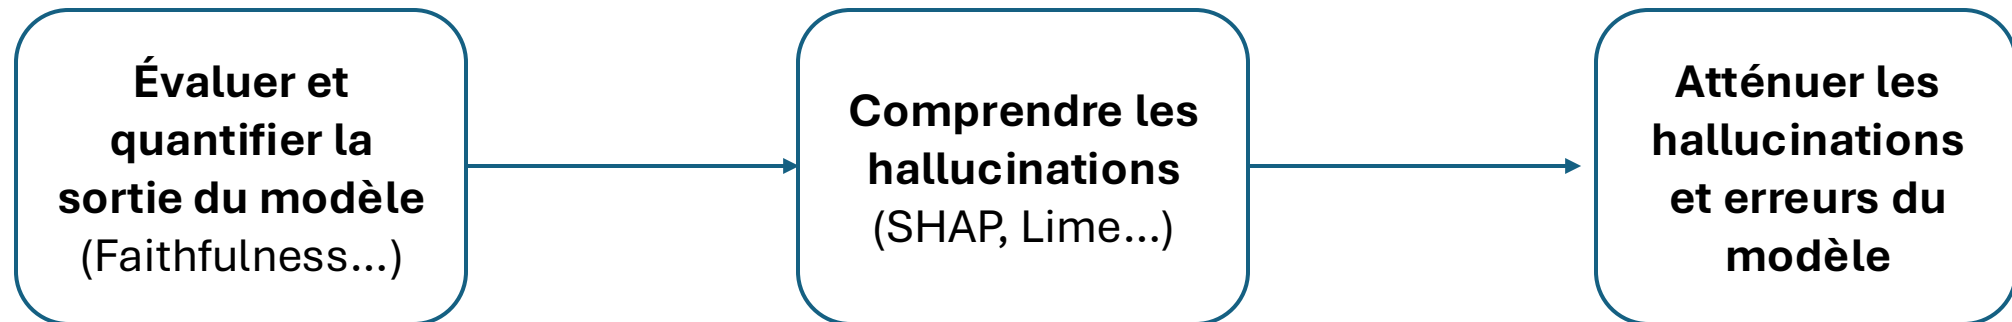 Évaluer et
quantifier la
sortie du modèle
(Faithfulness...)
Comprendre les
hallucinations
(SHAP, Lime...)
Atténuer les
hallucinations
et erreurs du
modèle